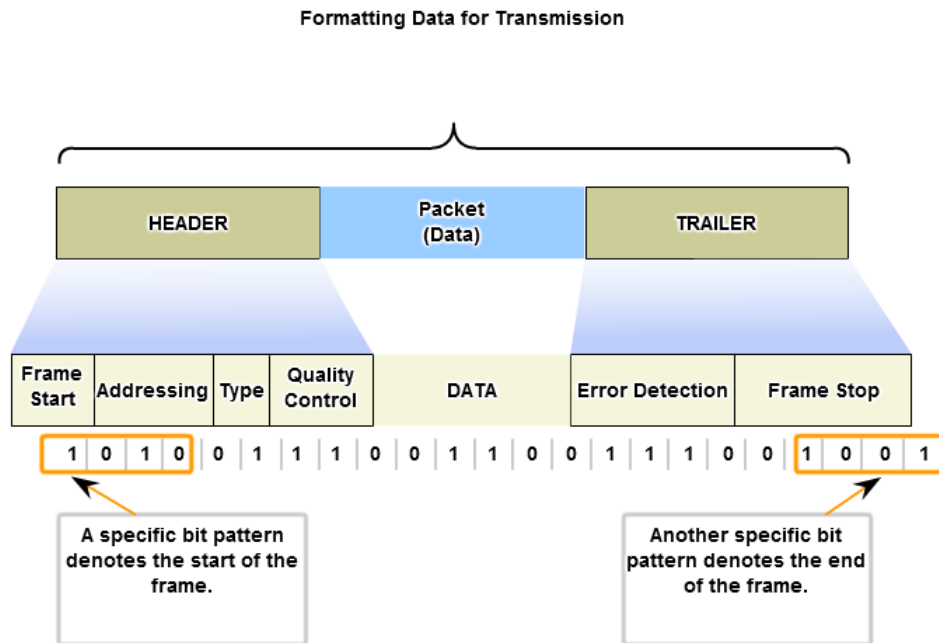 Formatting Data for Transmission
HEADER
Packet
(Data)
TRAILER
Frame
Start
Addressing
Type
Quality
Control
DATA
Error Detection
Frame Stop
1 0 1 0 0 1 1 1 0 0 1 1 0 0 1 1 1 0 0 1 0 0 1
A specific bit pattern
denotes the start of the
frame.
Another specific bit
pattern denotes the end
of the frame.